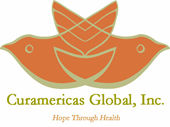 Curamericas Global, Inc.
Hope Through Health